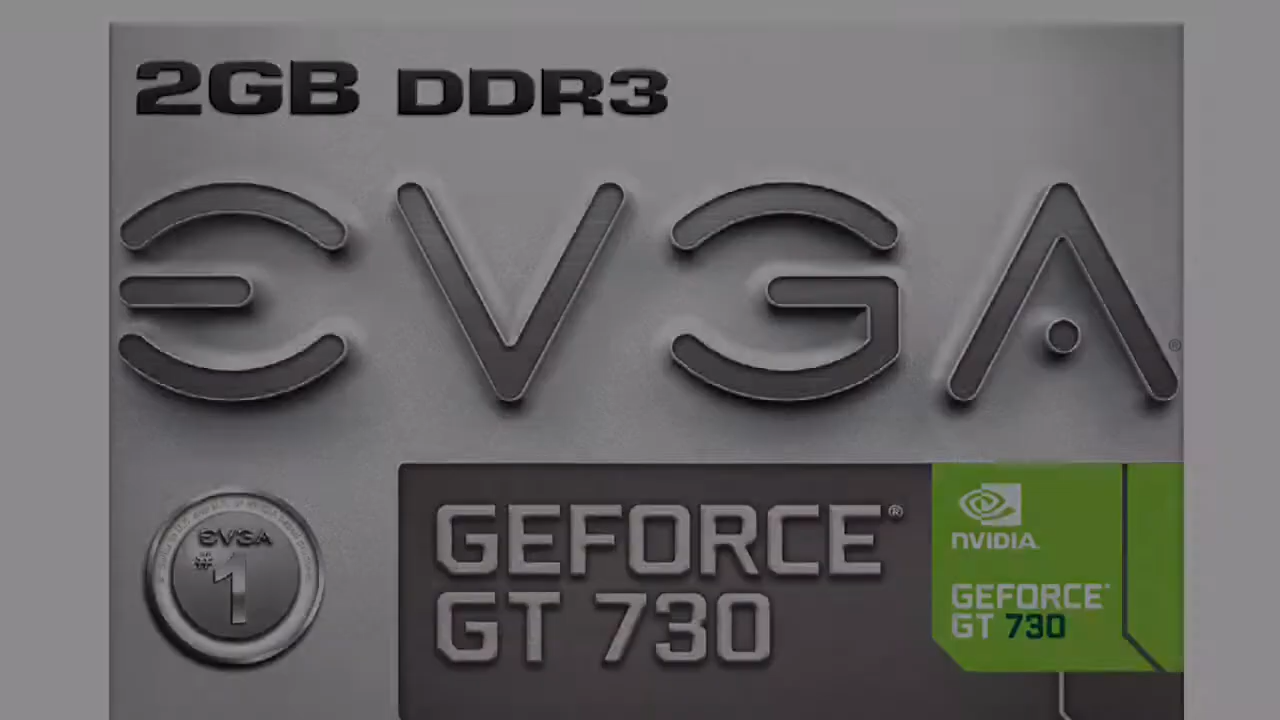 2GB DDR3
EVGA®
EVGA
#1
GEFORCE®
GT 730
NVIDIA
GEFORCE
GT 730